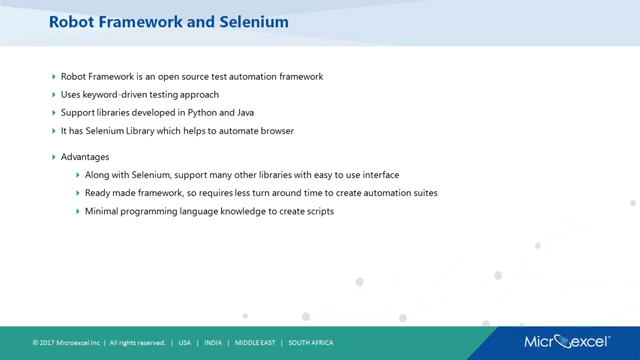 Robot Framework and Selenium
Robot Framework is an open source test automation framework
Uses keyword-driven testing approach
Support libraries developed in Python and Java
It has Selenium Library which helps to automate browser
Advantages
Along with Selenium, support many other libraries with easy to use interface
Ready made framework, so requires less turn around time to create automation suites
Minimal programming language knowledge to create scripts
© 2017 Microexcel Inc | All rights reserved. | USA | INDIA | MIDDLE EAST | SOUTH AFRICA
Microexcel